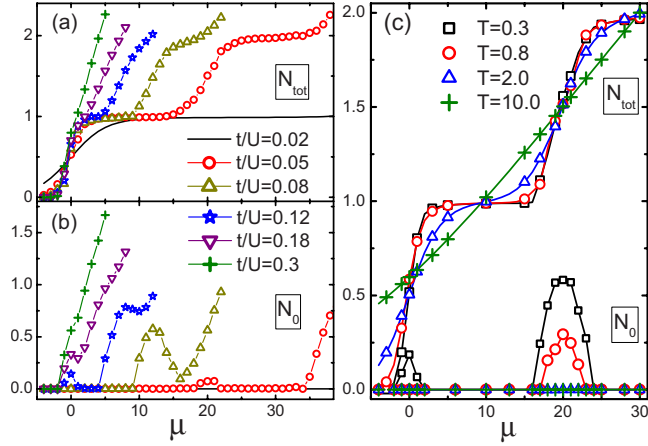 (a)
N_tot
2
1
0
t/U=0.02
t/U=0.05
t/U=0.08
(b)
t/U=0.12
t/U=0.18
t/U=0.3
N_0
1.5
1.0
0.5
0.0
0 10 20 30
μ
(c)
T=0.3
T=0.8
T=2.0
T=10.0
N_tot
N_0
2.0
1.5
1.0
0.5
0.0
0 10 20 30
μ